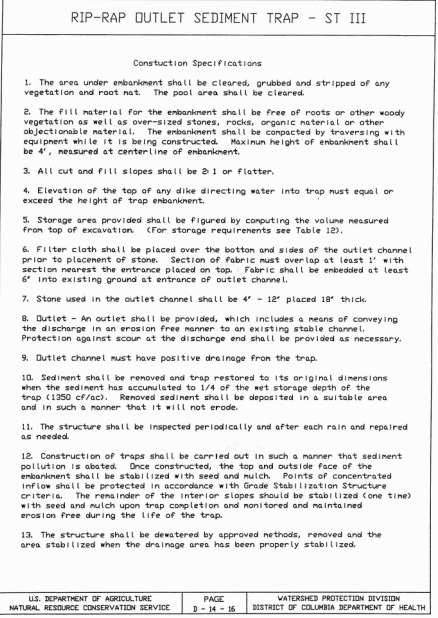 RIP-RAP OUTLET SEDIMENT TRAP - ST III
Constuction Specifications
1. The area under embankment shall be cleared, grubbed and stripped of any
vegetation and root mat. The pool area shall be cleared.
2. The fill material for the embankment shall be free of roots or other woody
vegetation as well as over-sized stones, rocks, organic material or other
objectionable material. The embankment shall be compacted by traversing with
equipment while it is being constructed. Maximum height of embankment shall
be 4', measured at centerline of embankment.
3. All cut and fill slopes shall be 2:1 or flatter.
4. Elevation of the top of any dike directing water into trap must equal or
exceed the height of trap embankment.
5. Storage area provided shall be figured by computing the volume measured
from top of excavation. (For storage requirements see Table 12).
6. Filter cloth shall be placed over the bottom and sides of the outlet channel
prior to placement of stone. Section of fabric must overlap at least 1' with
section nearest the entrance placed on top. Fabric shall be embedded at least
6" into existing ground at entrance of outlet channel.
7. Stone used in the outlet channel shall be 4" - 12" placed 18" thick.
8. Outlet - An outlet shall be provided, which includes a means of conveying
the discharge in an erosion free manner to an existing stable channel.
Protection against scour at the discharge end shall be provided as necessary.
9. Outlet channel must have positive drainage from the trap.
10. Sediment shall be removed and trap restored to its original dimensions
when the sediment has accumulated to 1/4 of the wet storage depth of the
trap (1350 cf/ac). Removed sediment shall be deposited in a suitable area
and in such a manner that it will not erode.
11. The structure shall be inspected periodically and after each rain and repaired
as needed.
12. Construction of traps shall be carried out in such a manner that sediment
pollution is abated. Once constructed, the top and outside face of the
embankment shall be stabilized with seed and mulch. Points of concentrated
inflow shall be protected in accordance with Grade Stabilization Structure
criteria. The remainder of the interior slopes should be stabilized (one time)
with seed and mulch upon trap completion and monitored and maintained
erosion free during the life of the trap.
13. The structure shall be dewatered by approved methods, removed and the
area stabilized when the drainage area has been properly stabilized.
U.S. DEPARTMENT OF AGRICULTURE
NATURAL RESOURCE CONSERVATION SERVICE
PAGE
D - 14 - 16
WATERSHED PROTECTION DIVISION
DISTRICT OF COLUMBIA DEPARTMENT OF HEALTH